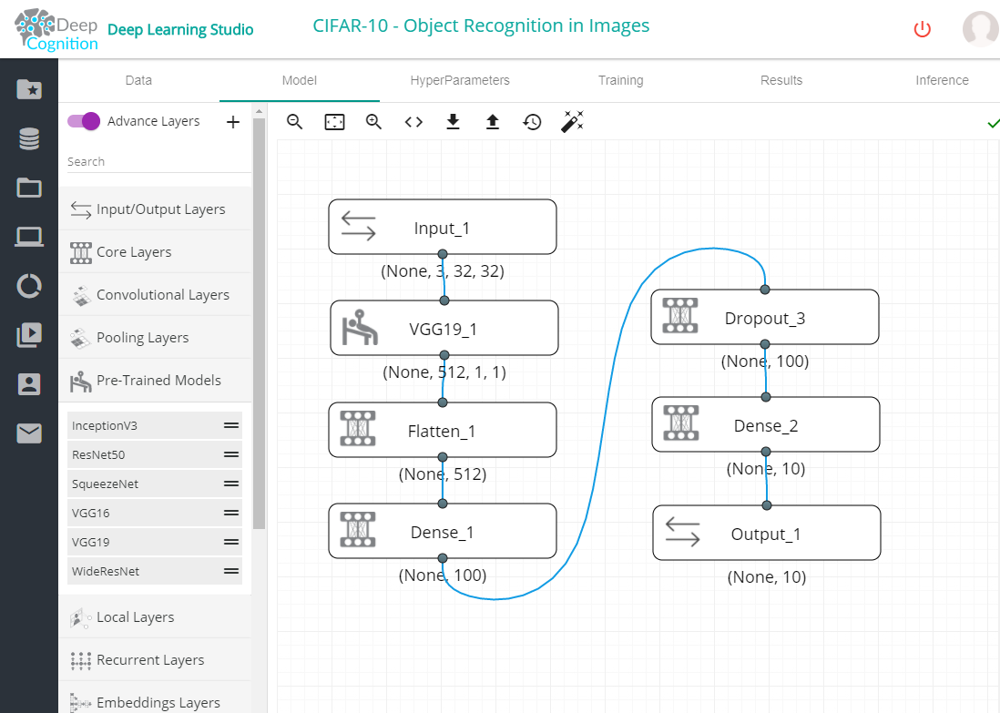 Deep
Cognition
Deep Learning Studio
CIFAR-10 - Object Recognition in Images
Data
Model
HyperParameters
Training
Results
Inference
Advance Layers
Search
Input/Output Layers
Core Layers
Convolutional Layers
Pooling Layers
Pre-Trained Models
InceptionV3
ResNet50
SqueezeNet
VGG16
VGG19
WideResNet
Local Layers
Recurrent Layers
Embeddings Layers
Input_1
(None, 3, 32, 32)
VGG19_1
(None, 512, 1, 1)
Flatten_1
(None, 512)
Dense_1
(None, 100)
Dropout_3
(None, 100)
Dense_2
(None, 10)
Output_1
(None, 10)